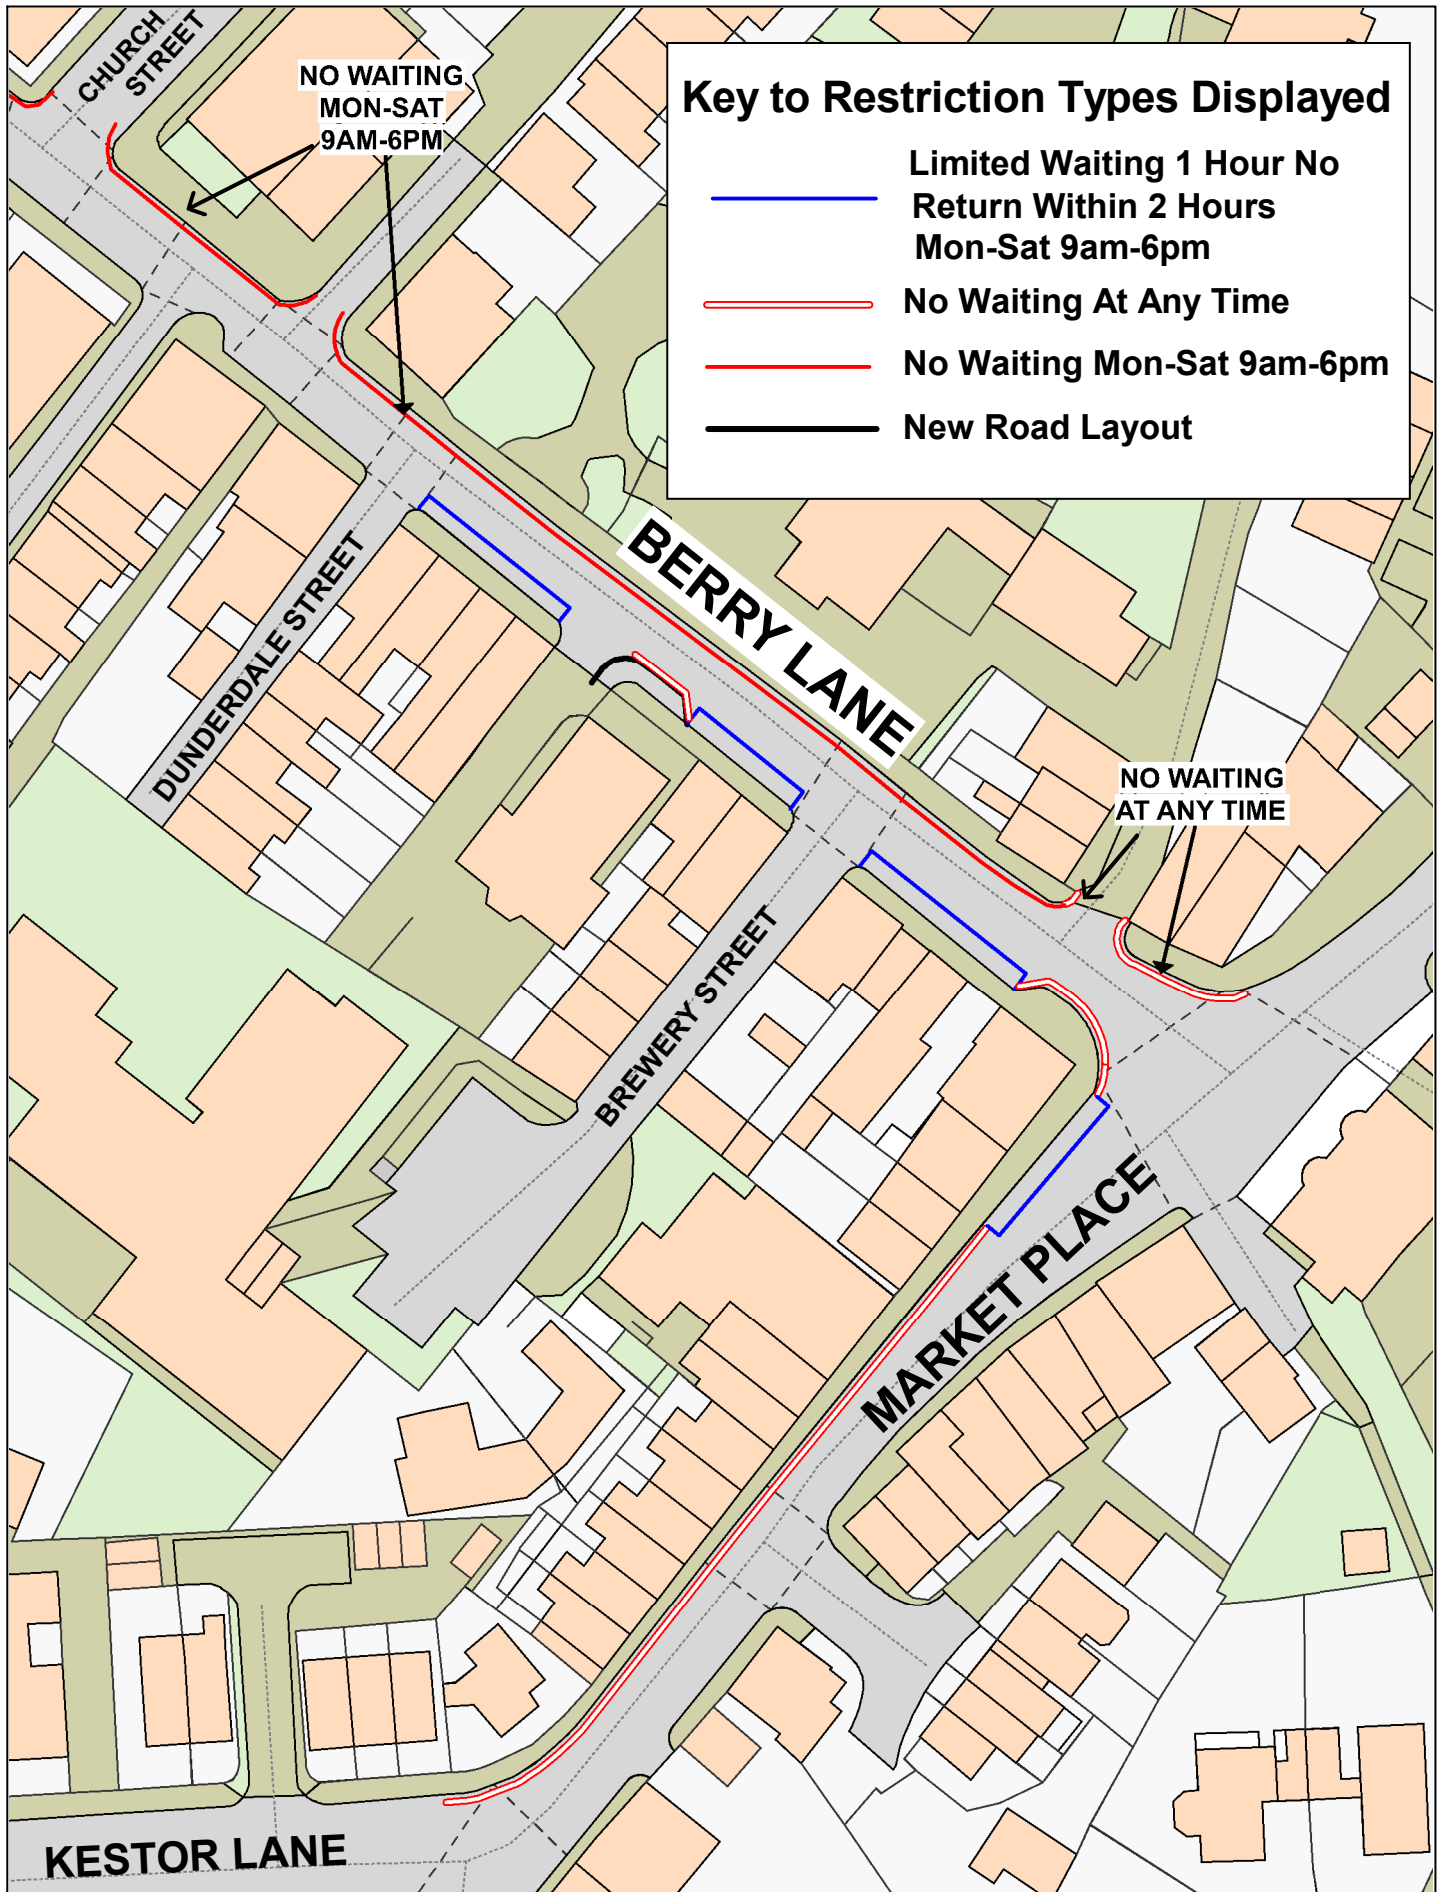 CHURCH
STREET
NO WAITING
MON-SAT
9AM-6PM
Key to Restriction Types Displayed
Limited Waiting 1 Hour No
Return Within 2 Hours
Mon-Sat 9am-6pm
No Waiting At Any Time
No Waiting Mon-Sat 9am-6pm
New Road Layout
BERRY LANE
DUNDERDALE STREET
NO WAITING
AT ANY TIME
BREWERY STREET
MARKET PLACE
KESTOR LANE